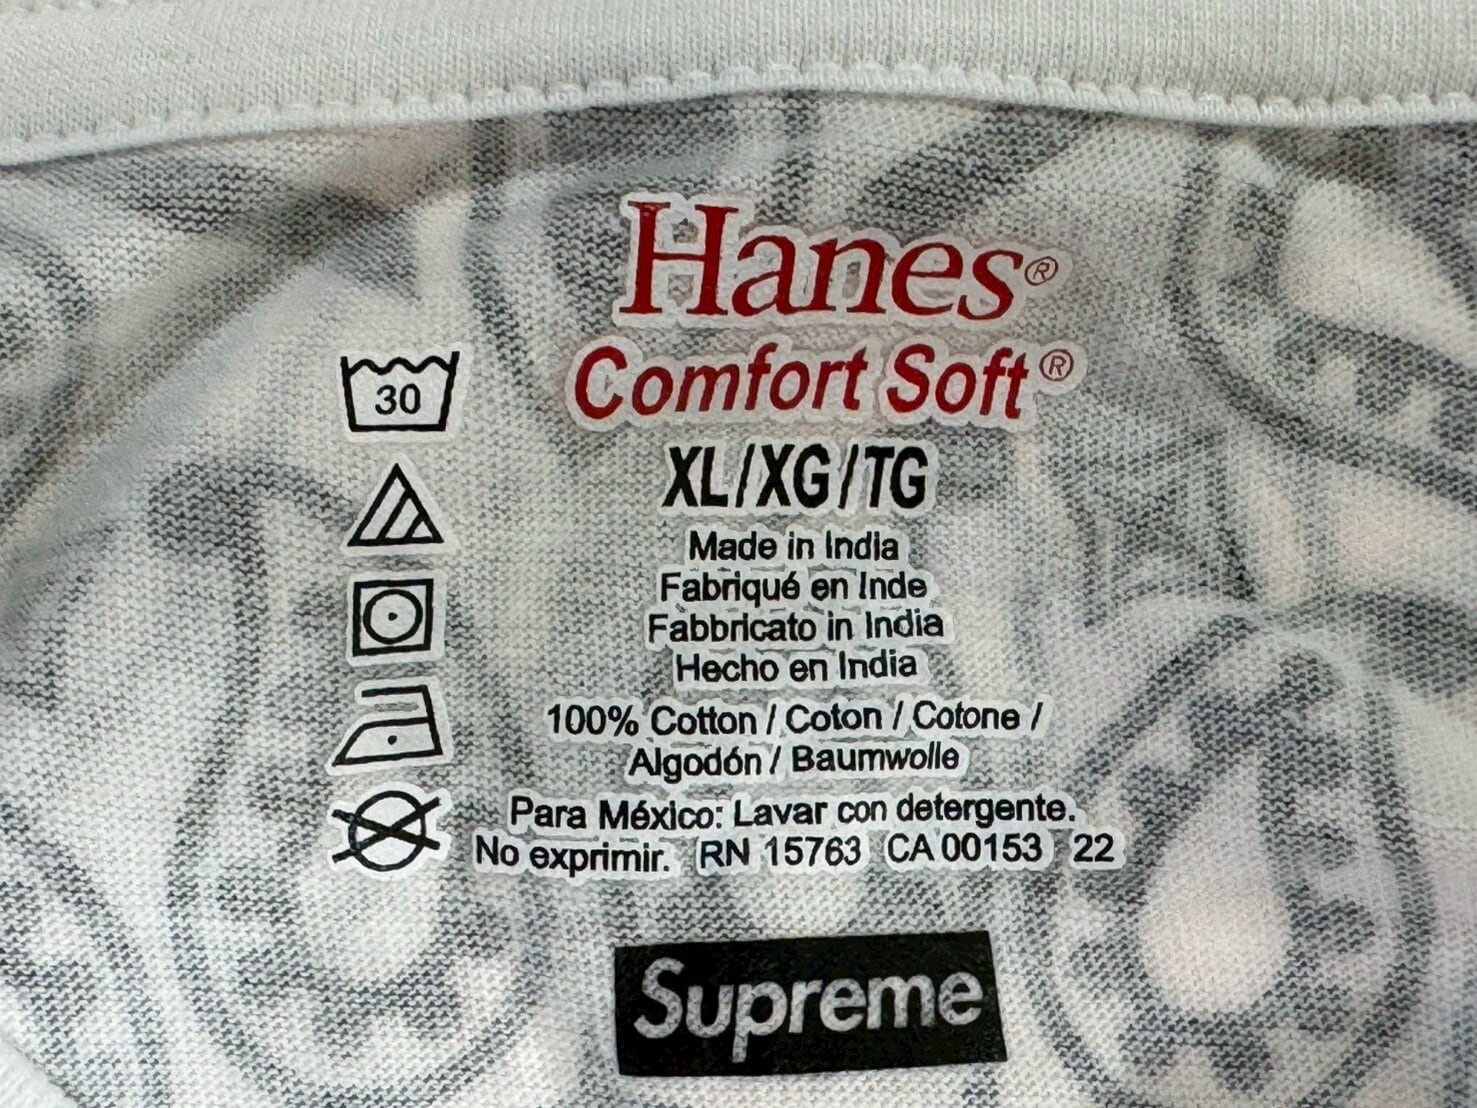 Hanes®
Comfort Soft®
XL/XG/TG
Made in India
Fabriqué en Inde
Fabbricato in India
Hecho en India
100% Cotton / Coton / Cotone /
Algodón / Baumwolle
Para México: Lavar con detergente.
No exprimir. RN 15763 CA 00153 22
30
Supreme